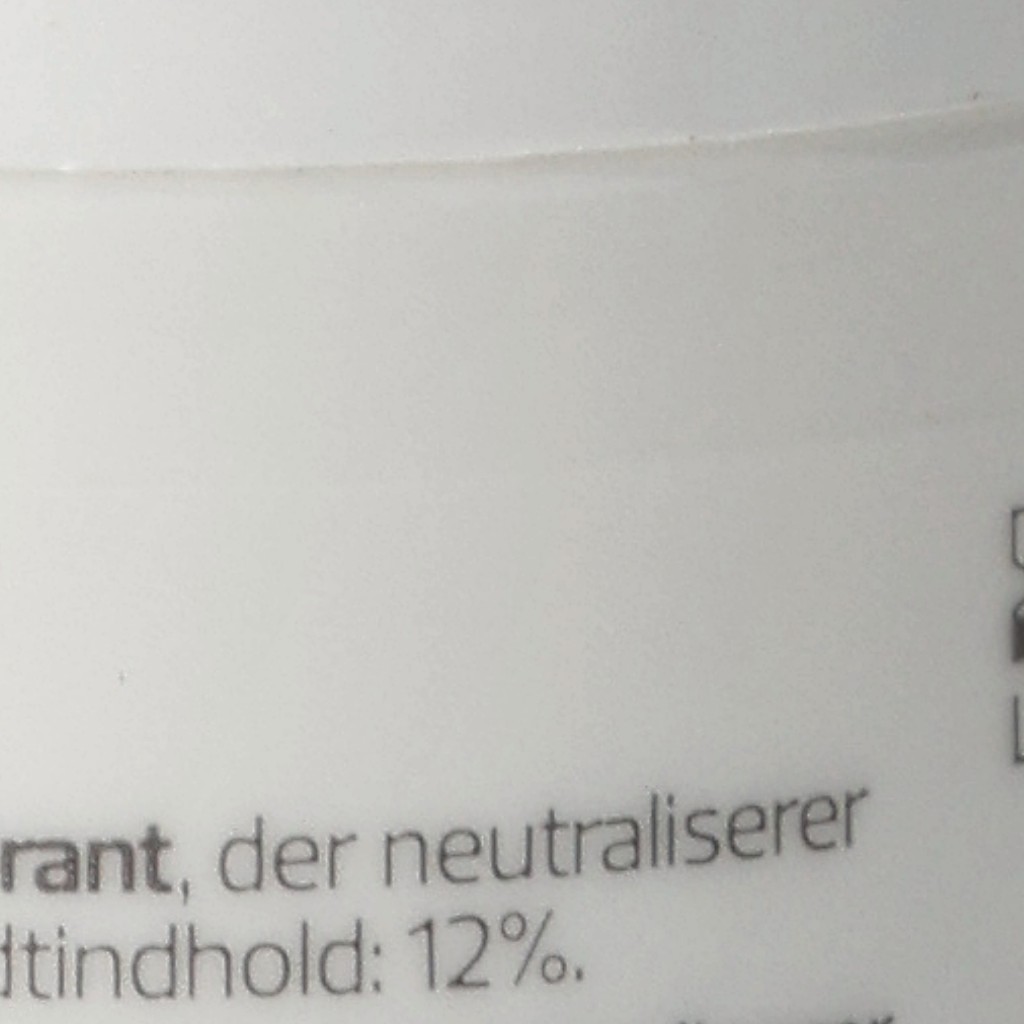 rant, der neutraliserer
dtindhold: 12%.